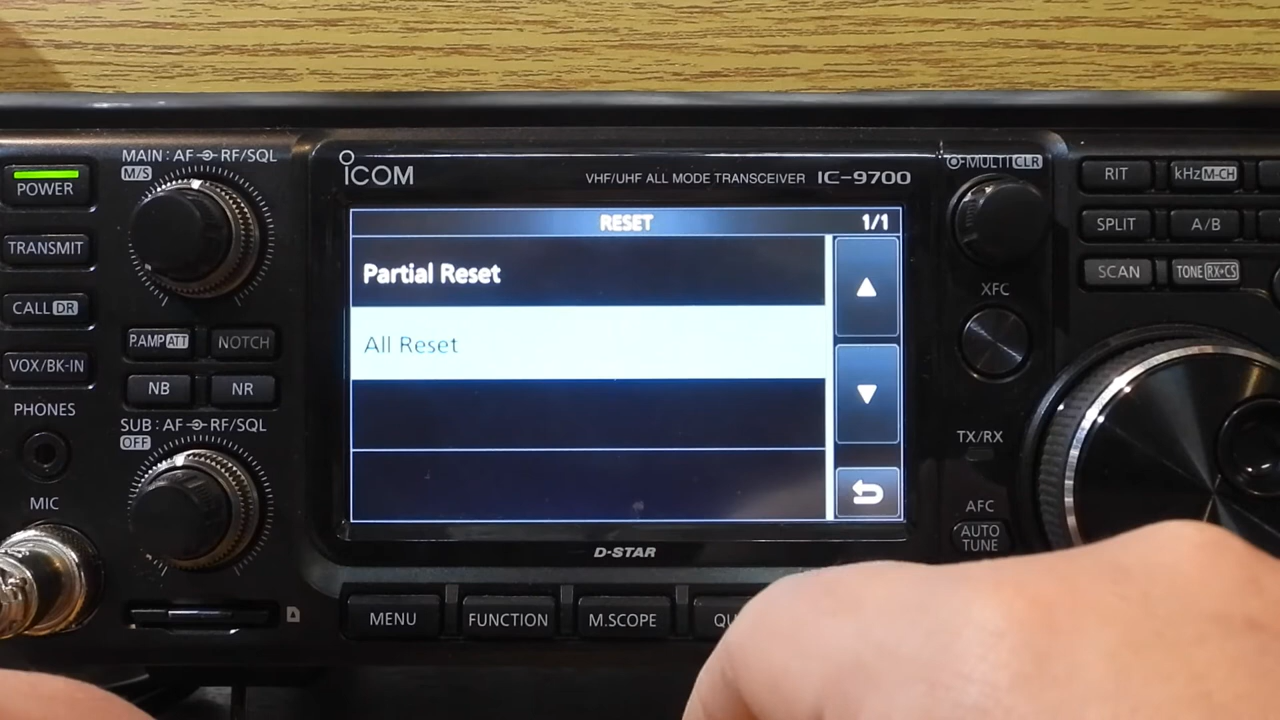 POWER
TRANSMIT
CALL DR
VOX/BK-IN
PHONES
MIC
MAIN : AF RF/SQL
M/S
P.AMP ATT
NOTCH
NB
NR
SUB : AF RF/SQL
OFF
ICOM
VHF/UHF ALL MODE TRANSCEIVER IC-9700
RESET 1/1
Partial Reset
All Reset
D-STAR
MENU
FUNCTION
M.SCOPE
MULTI CLR
XFC
TX/RX
AFC
AUTO
TUNE
RIT
kHz M-CH
SPLIT
A/B
SCAN
TONE RX→CS